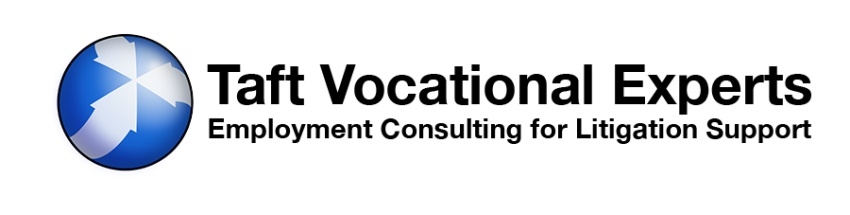 Taft Vocational Experts
Employment Consulting for Litigation Support